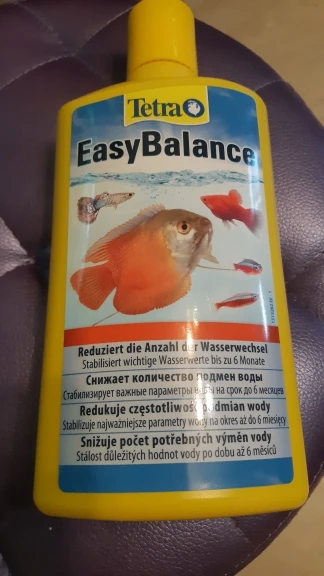 Tetra
EasyBalance
Reduziert die Anzahl der Wasserwechsel
Stabilisiert wichtige Wasserwerte bis zu 6 Monate
Снижает количество подмен воды
Стабилизирует важные параметры воды на срок до 6 месяцев
Redukuje częstotliwość podmian wody
Stabilizuje najważniejsze parametry wody na okres aż do 6 miesięcy
Snižuje počet potřebných výměn vody
Stálost důležitých hodnot vody po dobu až 6 měsíců